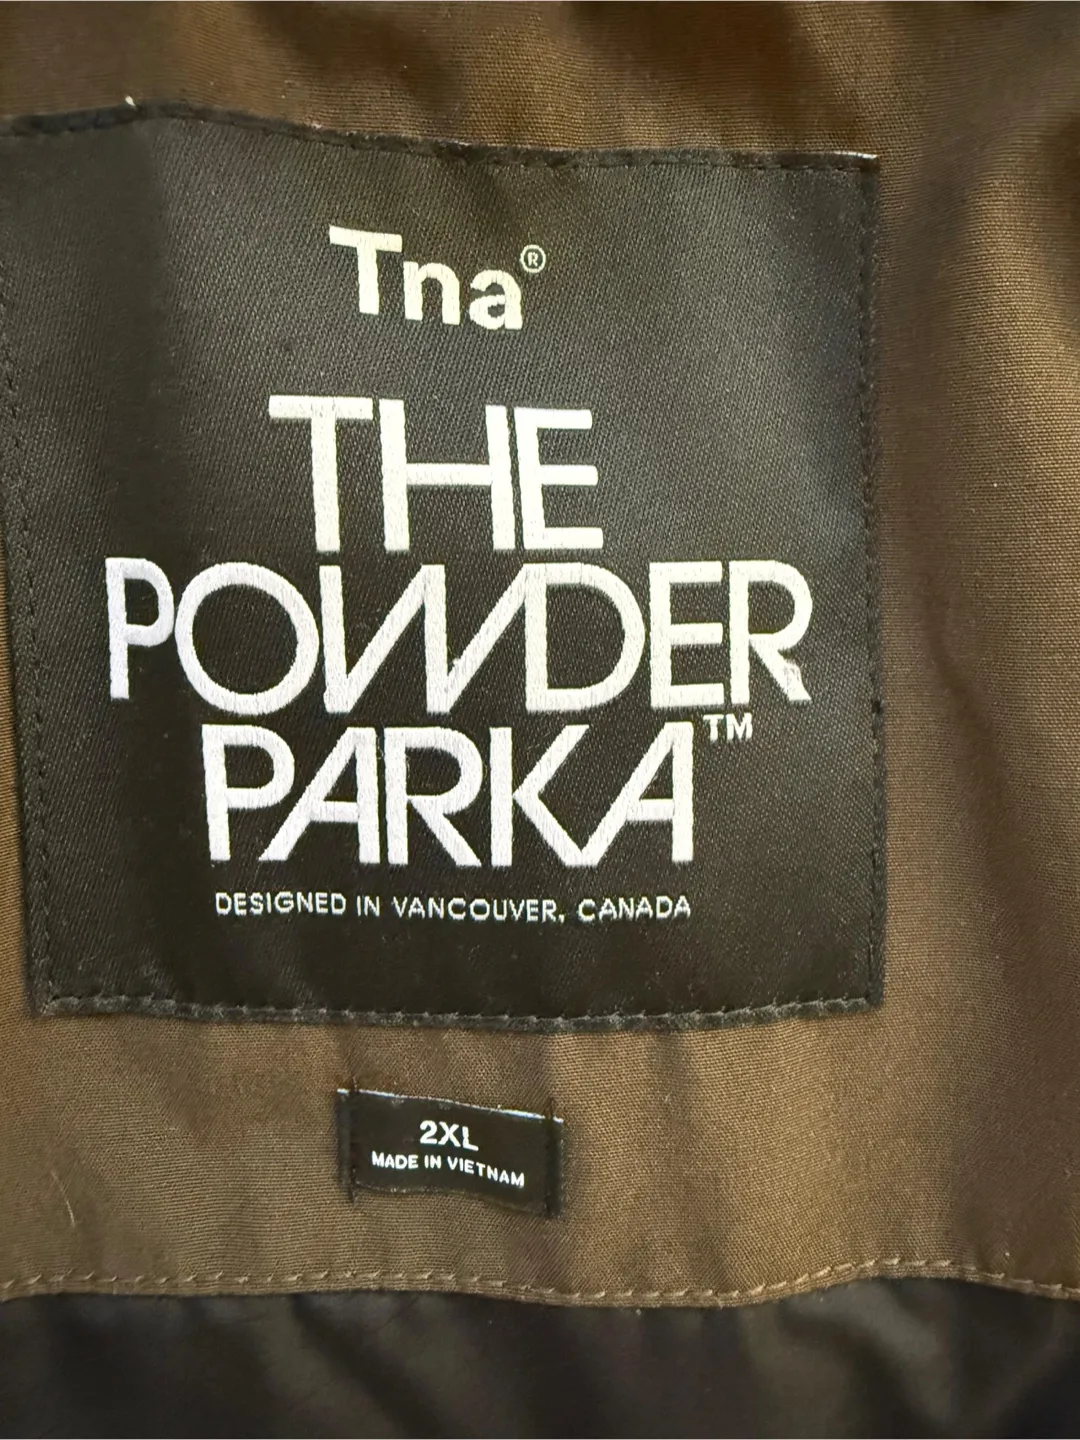 Tna®
THE
POWDER
PARKA™
DESIGNED IN VANCOUVER, CANADA
2XL
MADE IN VIETNAM